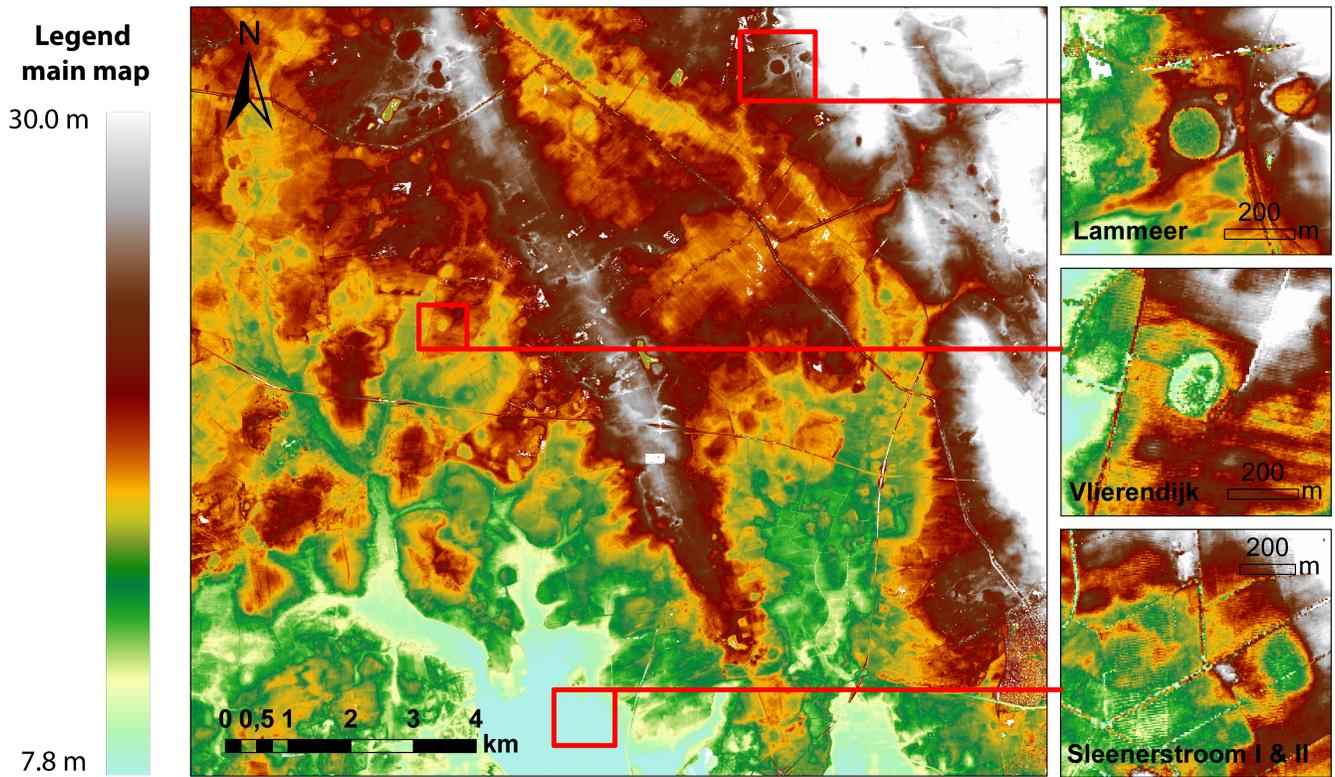 Legend
main map
30.0 m
7.8 m
N
0 0,5 1 2 3 4
km
200
m
Lammeer
200
m
Vlierendijk
200
m
Sleenerstroom I & II